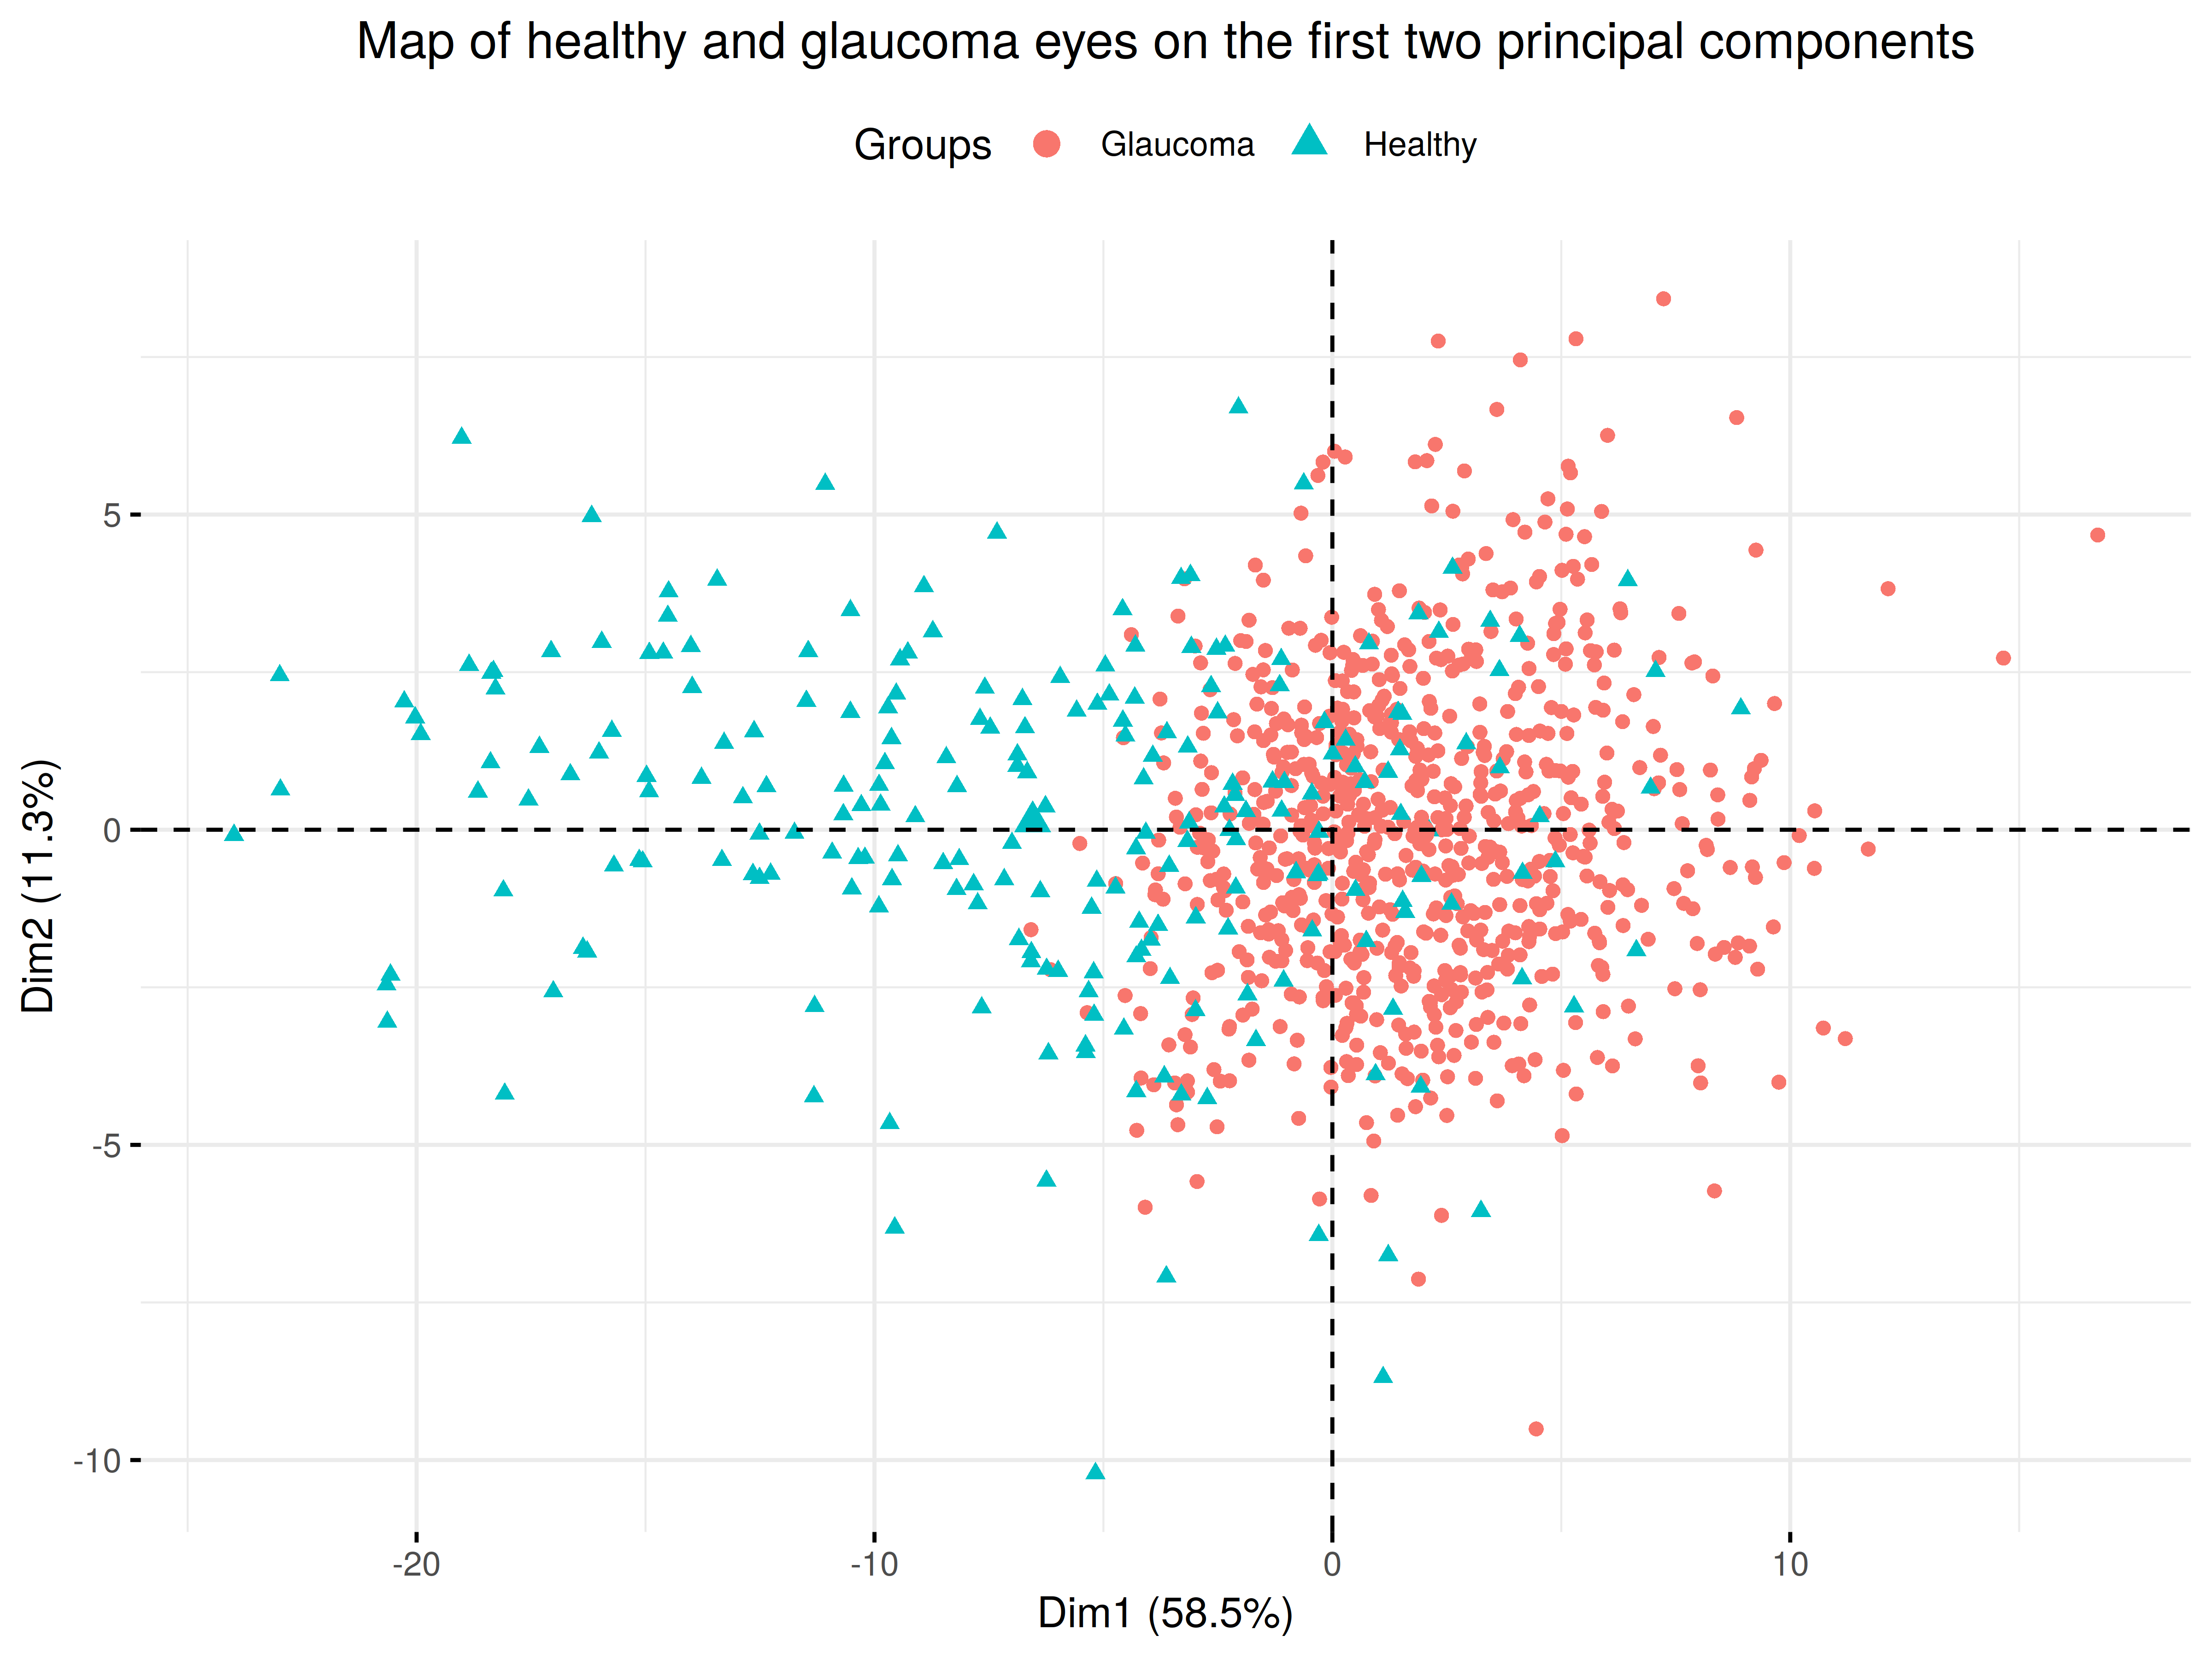 Map of healthy and glaucoma eyes on the first two principal components
Groups Glaucoma Healthy
5
0
-5
-10
Dim2 (11.3%)
-20 -10 0 10
Dim1 (58.5%)